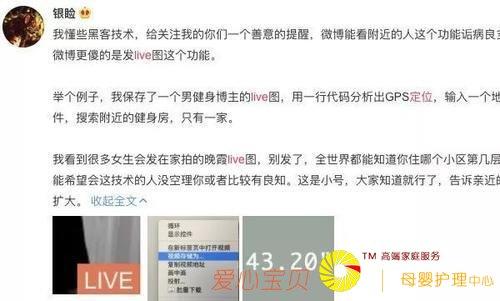 银睑
我懂些黑客技术，给关注我的你们一个善意的提醒，微博能看附近的人这个功能诟病良多
微博更傻的是发live图这个功能。
举个例子，我保存了一个男健身博主的live图，用一行代码分析出GPS定位，输入一个地
件，搜索附近的健身房，只有一家。
我看到很多女生会发在家拍的晚霞live图，别发了，全世界都能知道你住哪个小区第几层
能希望会这技术的人没空理你或者比较有良知。这是小号，大家知道就行了，告诉亲近的
扩大。 收起全文
LIVE
循环
显示控件
在新标签页中打开视频
视频存储为...
复制视频地址
画中画
投射...
批量下载
43.20"
爱心宝贝
TM 高端家庭服务
母婴护理中心